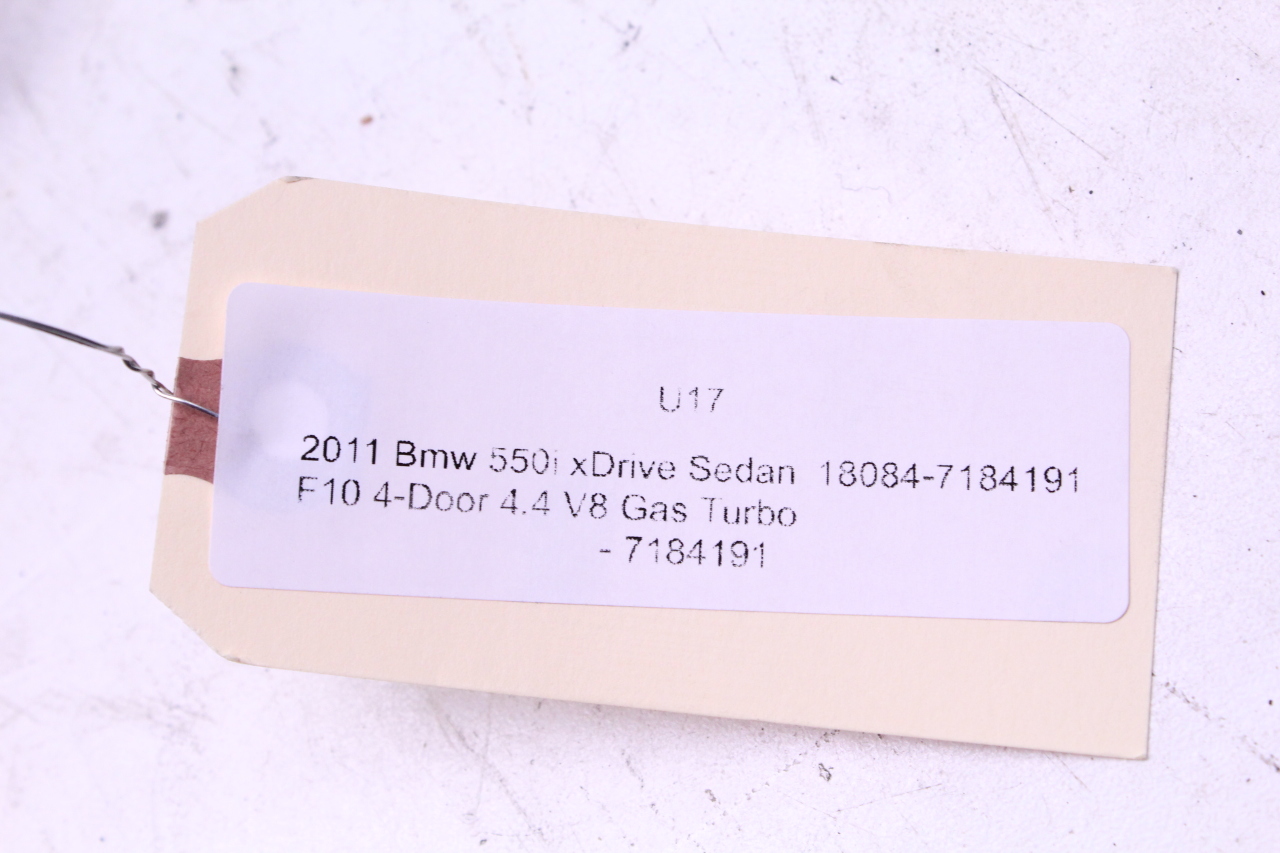 U17
2011 Bmw 550i xDrive Sedan 18084-7184191
F10 4-Door 4.4 V8 Gas Turbo
- 7184191